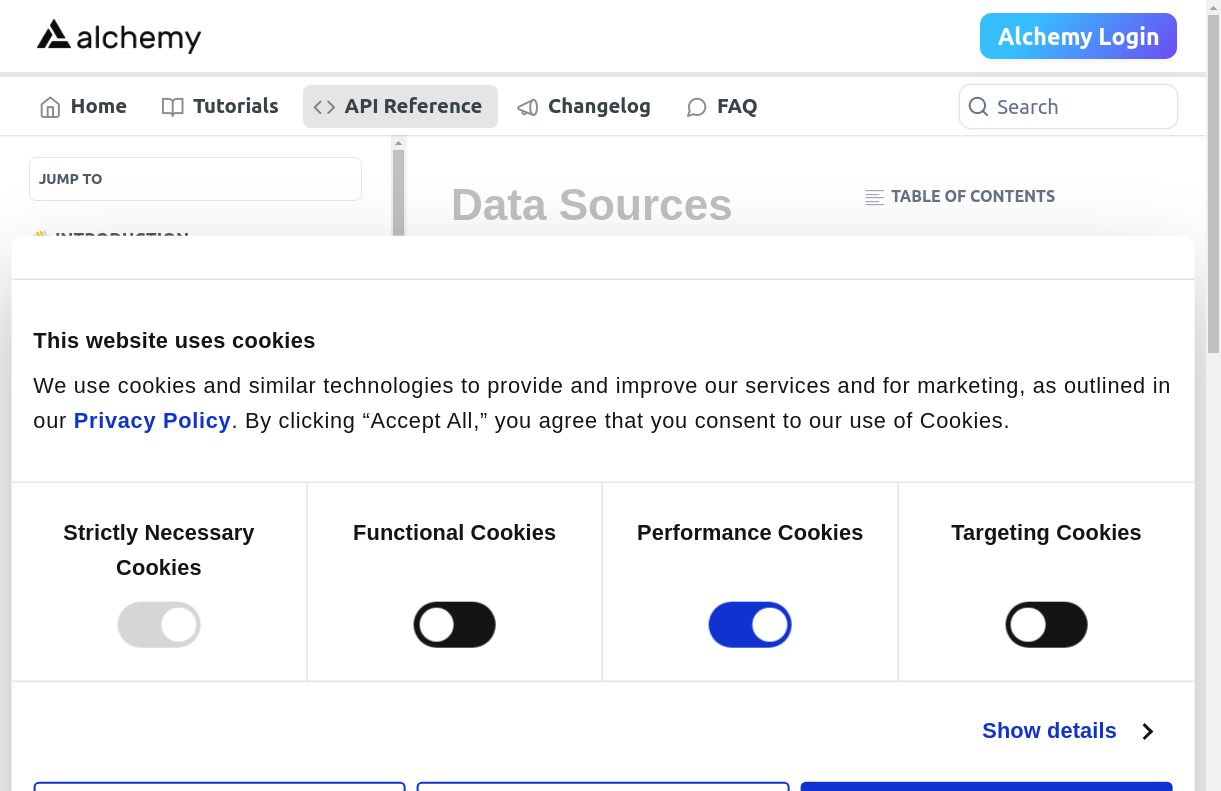 alchemy
Alchemy Login
Home
Tutorials
API Reference
Changelog
FAQ
Search
JUMP TO
INTRODUCTION
Data Sources
TABLE OF CONTENTS
This website uses cookies
We use cookies and similar technologies to provide and improve our services and for marketing, as outlined in
our Privacy Policy. By clicking “Accept All,” you agree that you consent to our use of Cookies.
Strictly Necessary
Cookies
Functional Cookies
Performance Cookies
Targeting Cookies
Show details